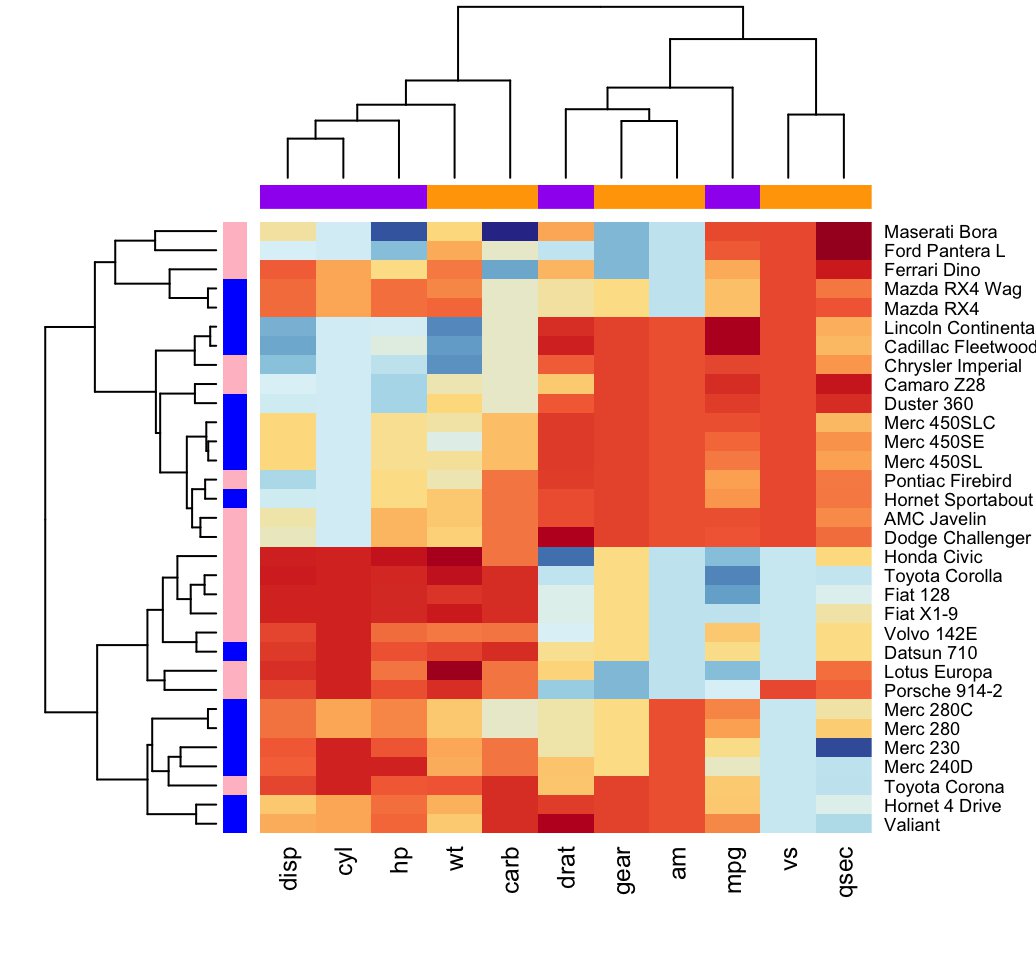 Maserati Bora
Ford Pantera L
Ferrari Dino
Mazda RX4 Wag
Mazda RX4
Lincoln Continenta
Cadillac Fleetwood
Chrysler Imperial
Camaro Z28
Duster 360
Merc 450SLC
Merc 450SE
Merc 450SL
Pontiac Firebird
Hornet Sportabout
AMC Javelin
Dodge Challenger
Honda Civic
Toyota Corolla
Fiat 128
Fiat X1-9
Volvo 142E
Datsun 710
Lotus Europa
Porsche 914-2
Merc 280C
Merc 280
Merc 230
Merc 240D
Toyota Corona
Hornet 4 Drive
Valiant
disp cyl hp wt carb drat gear am mpg vs qsec